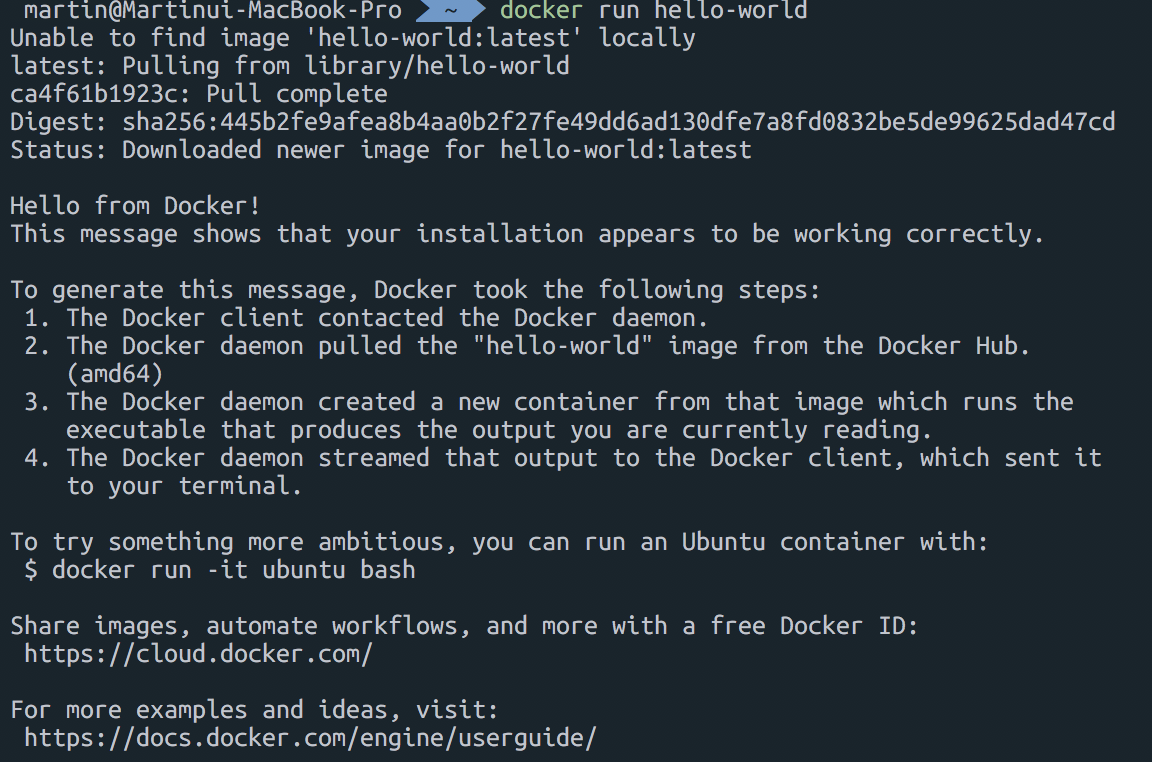 martin@Martinui-MacBook-Pro ~ docker run hello-world
Unable to find image 'hello-world:latest' locally
latest: Pulling from library/hello-world
ca4f61b1923c: Pull complete
Digest: sha256:445b2fe9afea8b4aa0b2f27fe49dd6ad130dfe7a8fd0832be5de99625dad47cd
Status: Downloaded newer image for hello-world:latest

Hello from Docker!
This message shows that your installation appears to be working correctly.

To generate this message, Docker took the following steps:
 1. The Docker client contacted the Docker daemon.
 2. The Docker daemon pulled the "hello-world" image from the Docker Hub.
    (amd64)
 3. The Docker daemon created a new container from that image which runs the
    executable that produces the output you are currently reading.
 4. The Docker daemon streamed that output to the Docker client, which sent it
    to your terminal.

To try something more ambitious, you can run an Ubuntu container with:
 $ docker run -it ubuntu bash

Share images, automate workflows, and more with a free Docker ID:
 https://cloud.docker.com/

For more examples and ideas, visit:
 https://docs.docker.com/engine/userguide/